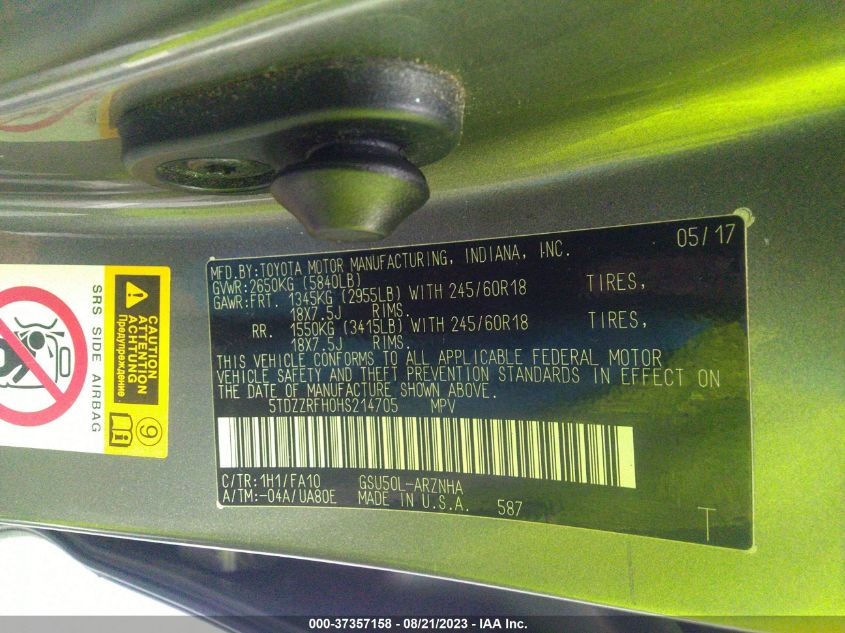 05/17
MFD.BY:TOYOTA MOTOR MANUFACTURING, INDIANA, INC.
GVWR:2650KG (5840LB)
GAWR:FRT. 1345KG (2955LB) WITH 245/60R18 TIRES,
18X7.5J RIMS.
RR. 1550KG (3415LB) WITH 245/60R18 TIRES,
18X7.5J RIMS.
THIS VEHICLE CONFORMS TO ALL APPLICABLE FEDERAL MOTOR
VEHICLE SAFETY AND THEFT PREVENTION STANDARDS IN EFFECT ON
THE DATE OF MANUFACTURE SHOWN ABOVE.
5TDZZRFH0HS214705 MPV
C/TR:1H1/FA10 GSU50L-ARZNHA
A/TM:-04A/UA80E MADE IN U.S.A. 587
T
SRS SIDE AIRBAG
CAUTION
ATTENTION
ACHTUNG
Предупреждение
9
000-37357158 - 08/21/2023 - IAA Inc.